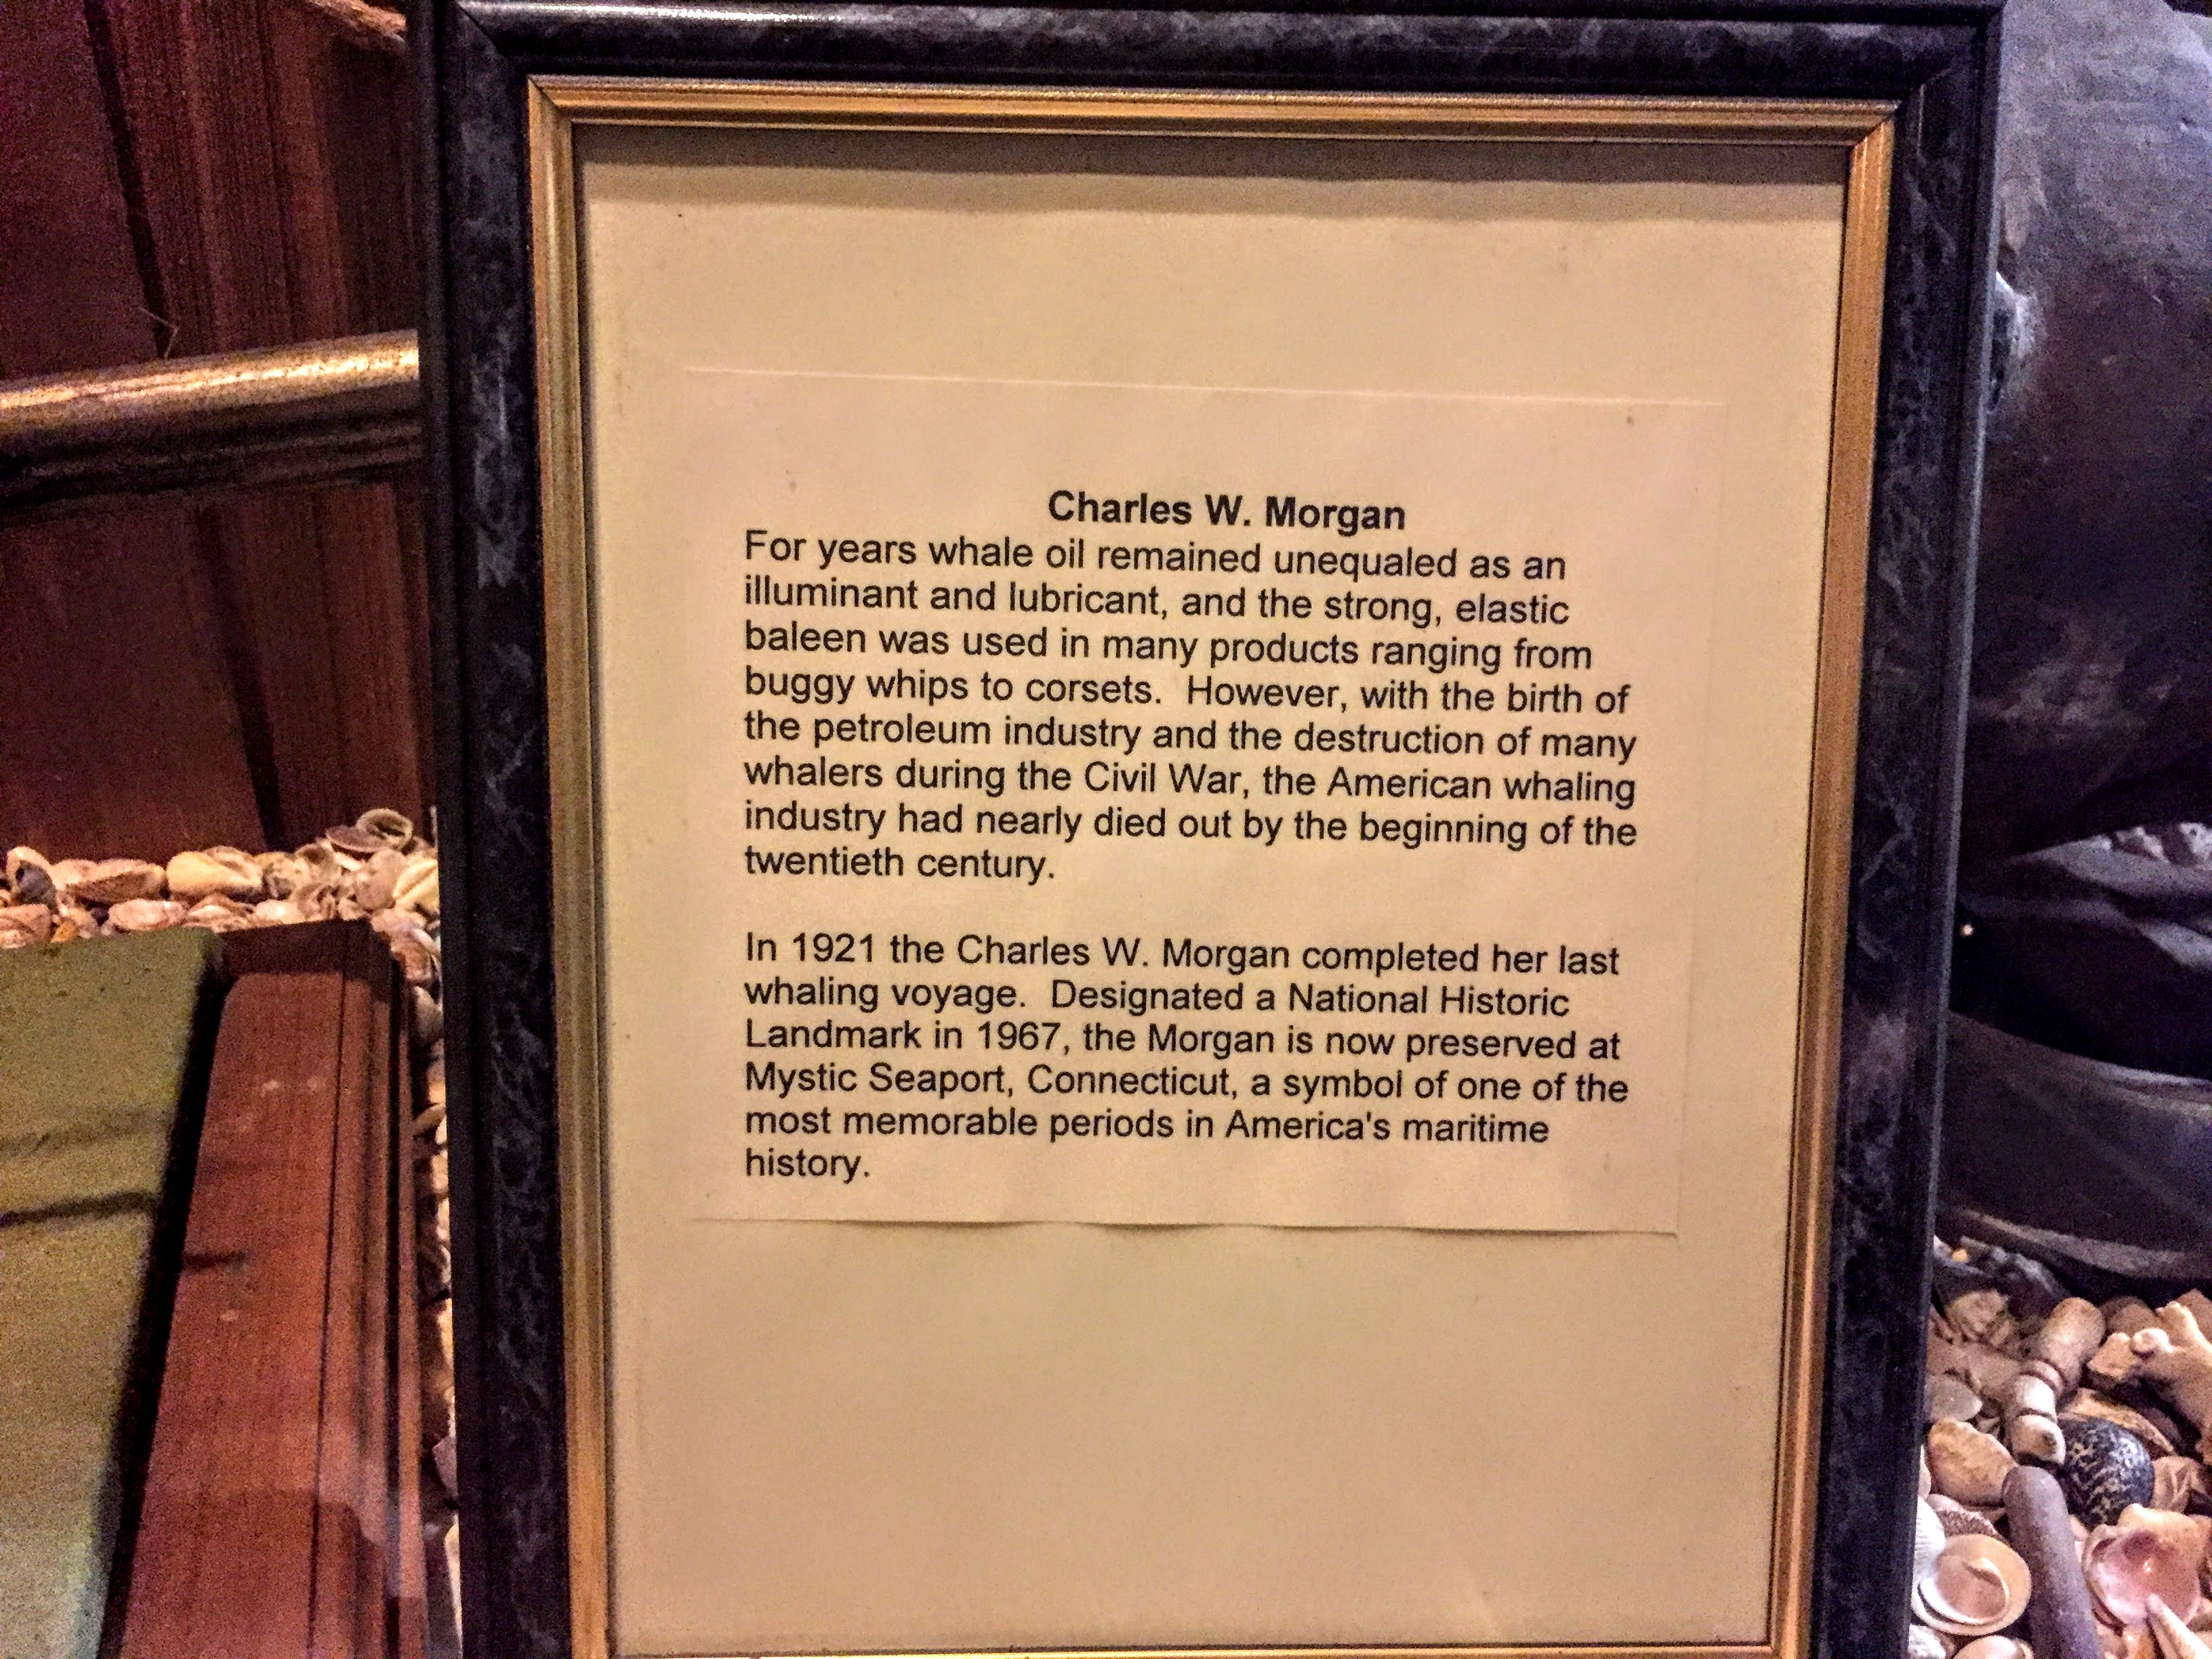 Charles W. Morgan
For years whale oil remained unequaled as an
illuminant and lubricant, and the strong, elastic
baleen was used in many products ranging from
buggy whips to corsets.  However, with the birth of
the petroleum industry and the destruction of many
whalers during the Civil War, the American whaling
industry had nearly died out by the beginning of the
twentieth century.

In 1921 the Charles W. Morgan completed her last
whaling voyage.  Designated a National Historic
Landmark in 1967, the Morgan is now preserved at
Mystic Seaport, Connecticut, a symbol of one of the
most memorable periods in America's maritime
history.